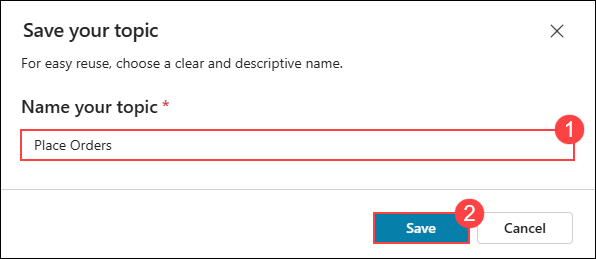 Save your topic
For easy reuse, choose a clear and descriptive name.
Name your topic *
1
Place Orders
2
Save
Cancel